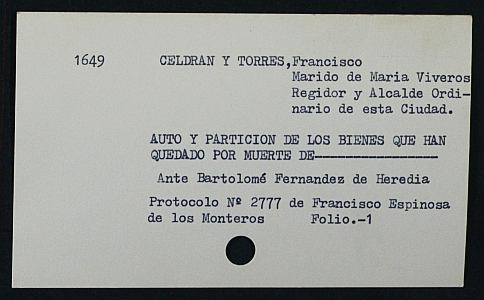 1649 CELDRAN Y TORRES,Francisco
Marido de Maria Viveros
Regidor y Alcalde Ordi-
nario de esta Ciudad.
AUTO Y PARTICION DE LOS BIENES QUE HAN
QUEDADO POR MUERTE DE----------------
Ante Bartolomé Fernandez de Heredia
Protocolo Nº 2777 de Francisco Espinosa
de los Monteros Folio.-1